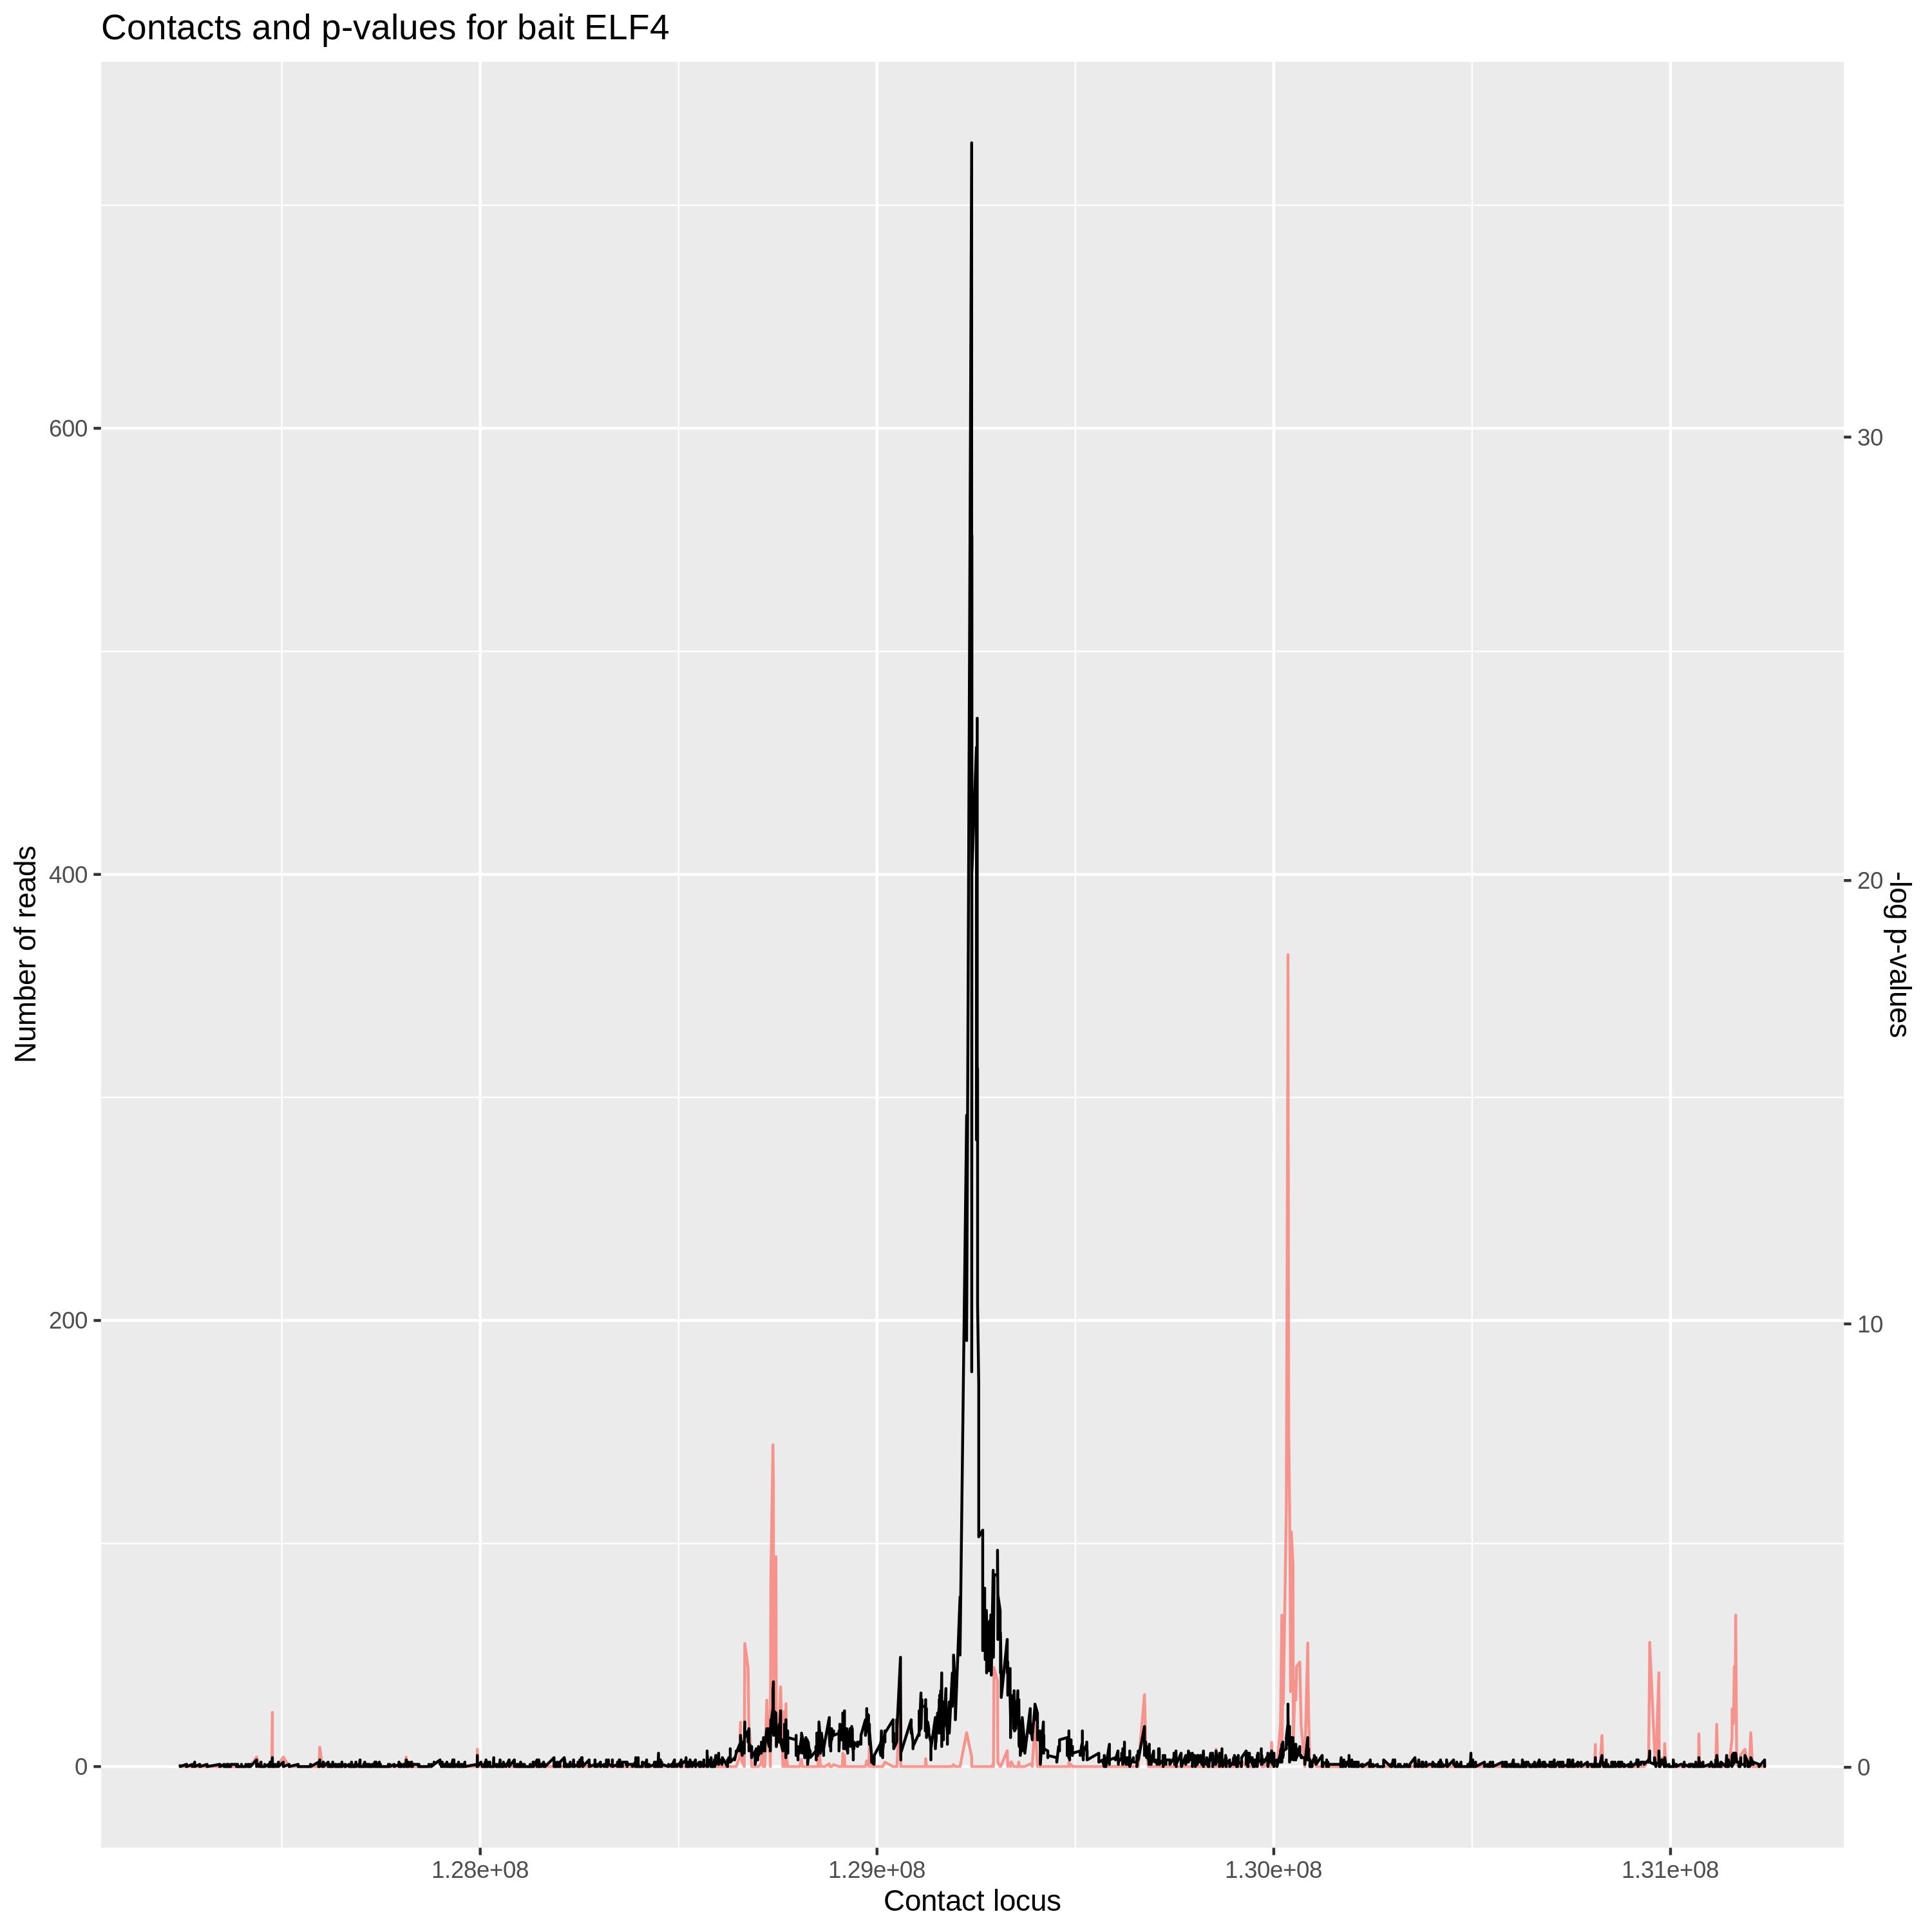 Contacts and p-values for bait ELF4
600
400
200
0
Number of reads
30
20
10
0
-log p-values
1.28e+08
1.29e+08
1.30e+08
1.31e+08
Contact locus